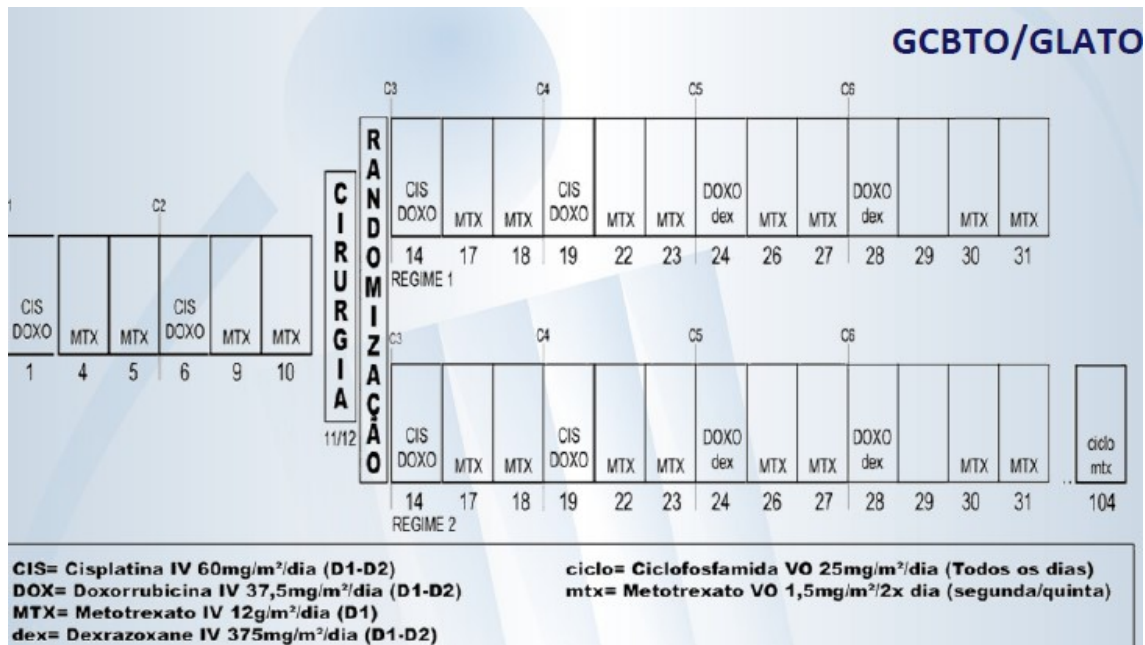 GCBTO/GLATO
C3 C4 C5 C6
CIS DOXO MTX MTX CIS DOXO MTX MTX DOXO dex MTX MTX DOXO dex MTX MTX
14 17 18 19 22 23 24 26 27 28 29 30 31
REGIME 1
C2
CIS DOXO MTX MTX CIS DOXO MTX MTX
1 4 5 6 9 10
CIRURGIA
11/12
RANDOMIZAÇÃO
C3 C4 C5 C6
CIS DOXO MTX MTX CIS DOXO MTX MTX DOXO dex MTX MTX DOXO dex MTX MTX .. ciclo mtx
14 17 18 19 22 23 24 26 27 28 29 30 31 104
REGIME 2
CIS= Cisplatina IV 60mg/m²/dia (D1-D2)
DOX= Doxorrubicina IV 37,5mg/m²/dia (D1-D2)
MTX= Metotrexato IV 12g/m²/dia (D1)
dex= Dexrazoxane IV 375mg/m²/dia (D1-D2)
ciclo= Ciclofosfamida VO 25mg/m²/dia (Todos os dias)
mtx= Metotrexato VO 1,5mg/m²/2x dia (segunda/quinta)